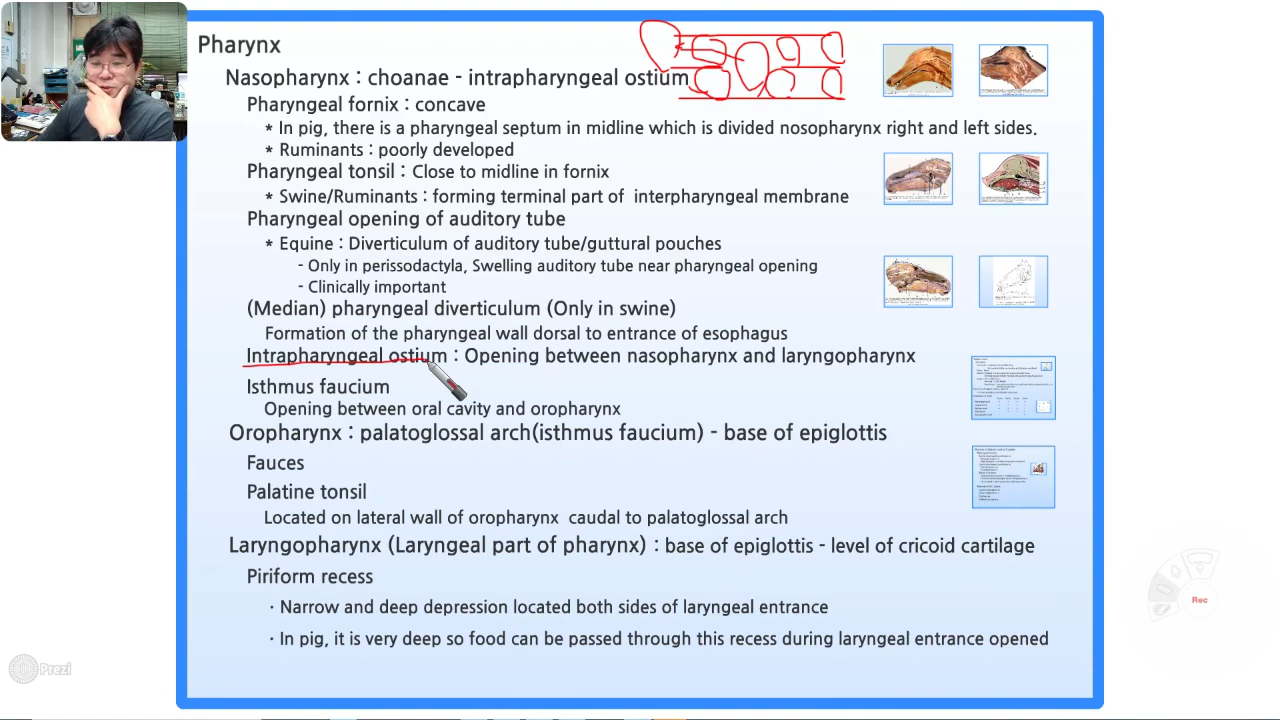 Pharynx
Nasopharynx : choanae - intrapharyngeal ostium
Pharyngeal fornix : concave
* In pig, there is a pharyngeal septum in midline which is divided nosopharynx right and left sides.
* Ruminants : poorly developed
Pharyngeal tonsil : Close to midline in fornix
* Swine/Ruminants : forming terminal part of interpharyngeal membrane
Pharyngeal opening of auditory tube
* Equine : Diverticulum of auditory tube/guttural pouches
- Only in perissodactyla, Swelling auditory tube near pharyngeal opening
- Clinically important
(Median) pharyngeal diverticulum (Only in swine)
Formation of the pharyngeal wall dorsal to entrance of esophagus
Intrapharyngeal ostium : Opening between nasopharynx and laryngopharynx
Isthmus faucium
Opening between oral cavity and oropharynx
Oropharynx : palatoglossal arch(isthmus faucium) - base of epiglottis
Fauces
Palatine tonsil
Located on lateral wall of oropharynx caudal to palatoglossal arch
Laryngopharynx (Laryngeal part of pharynx) : base of epiglottis - level of cricoid cartilage
Piriform recess
· Narrow and deep depression located both sides of laryngeal entrance
· In pig, it is very deep so food can be passed through this recess during laryngeal entrance opened
Rec
Prezi